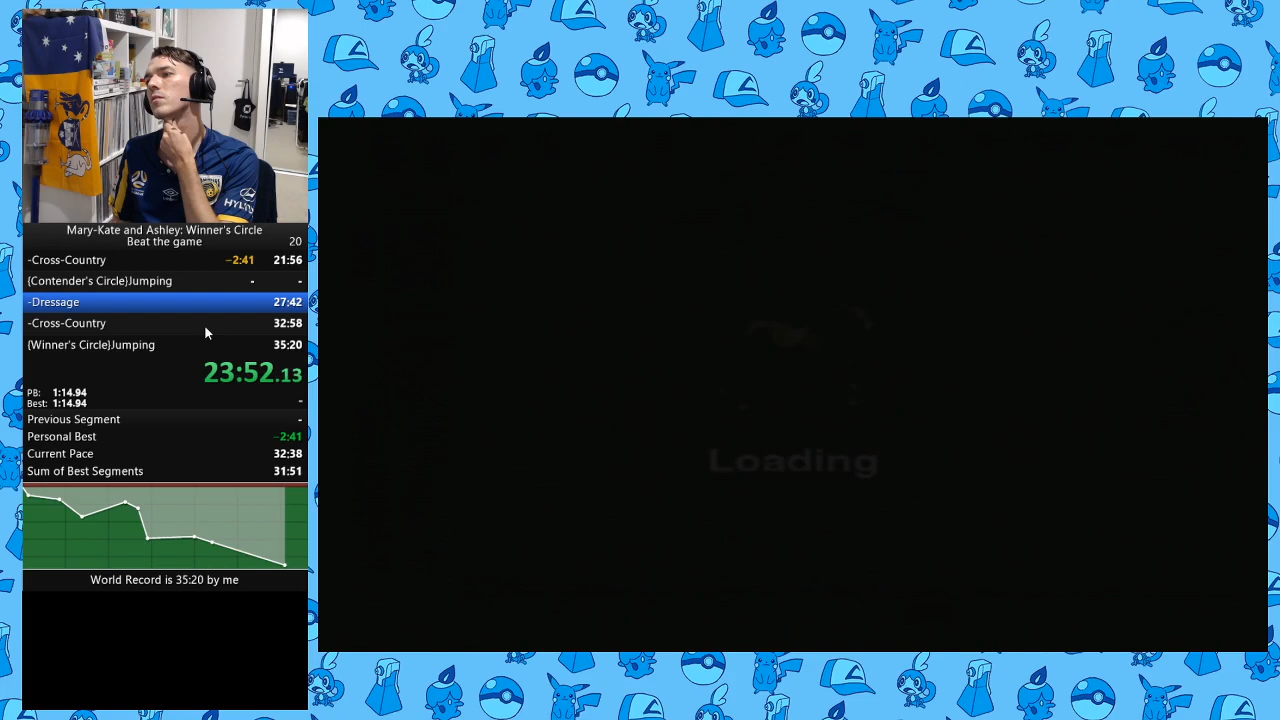 Mary-Kate and Ashley: Winner's Circle
Beat the game 20
-Cross-Country −2:41 21:56
{Contender's Circle}Jumping - -
-Dressage 27:42
-Cross-Country 32:58
{Winner's Circle}Jumping 35:20
23:52.13
PB: 1:14.94
Best: 1:14.94 -
Previous Segment -
Personal Best −2:41
Current Pace 32:38
Sum of Best Segments 31:51
World Record is 35:20 by me
Loading